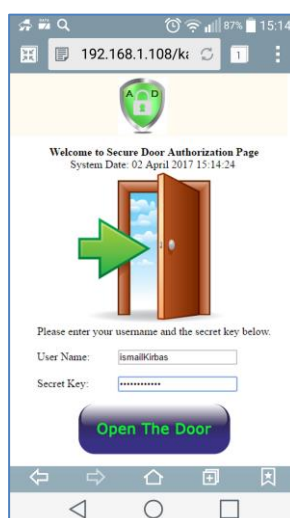 87% 15:14
192.168.1.108/ka
1
A D
Welcome to Secure Door Authorization Page
System Date: 02 April 2017 15:14:24
Please enter your username and the secret key below.
User Name: ismailKirbas
Secret Key: ••••••••••••
Open The Door